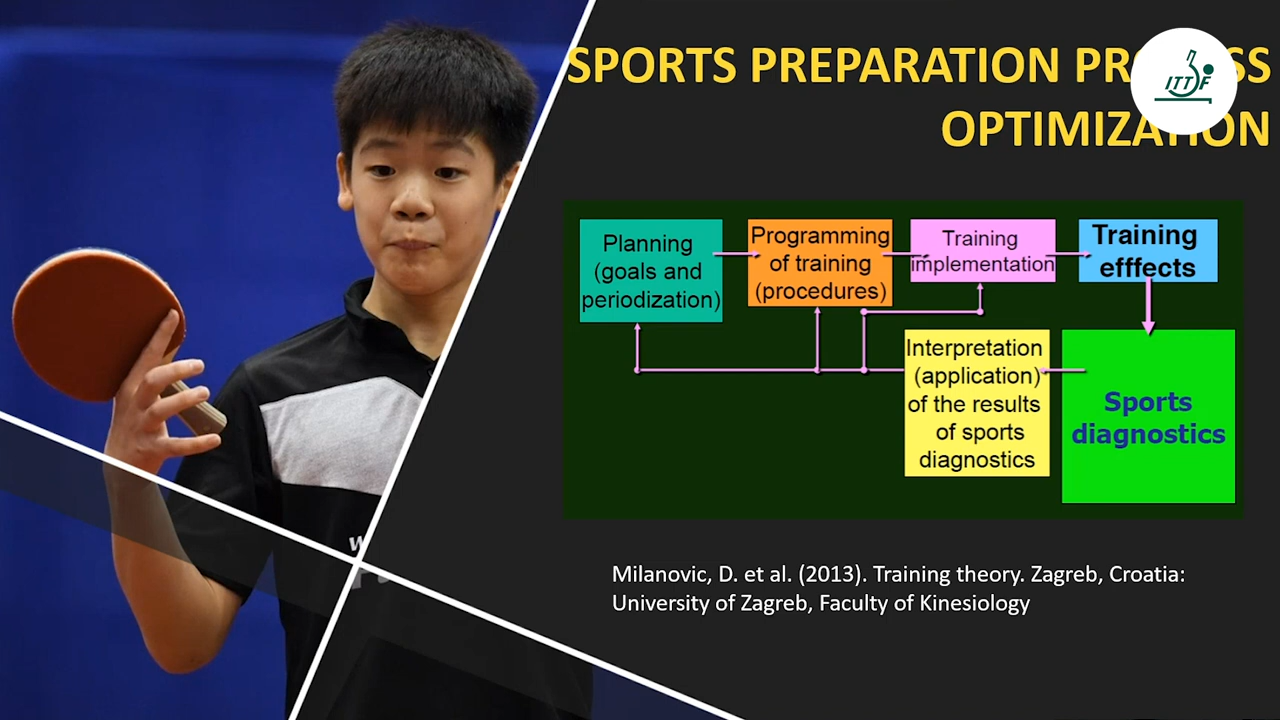 SPORTS PREPARATION
OPTIMIZATION
ITTF
Planning
(goals and
periodization)
Programming
of training
(procedures)
Training
implementation
Training
efffects
Interpretation
(application)
of the results
of sports
diagnostics
Sports
diagnostics
Milanovic, D. et al. (2013). Training theory. Zagreb, Croatia:
University of Zagreb, Faculty of Kinesiology